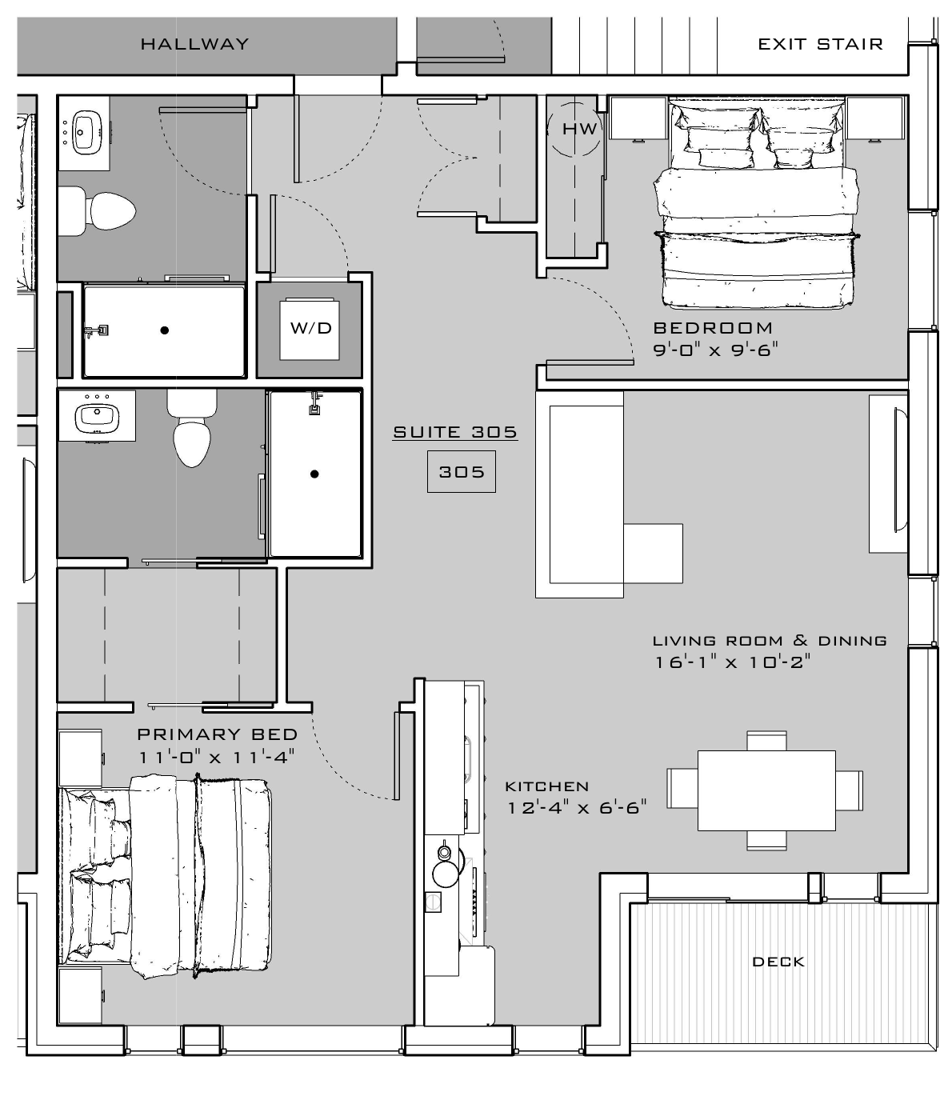 HALLWAY
EXIT STAIR
HW
W/D
BEDROOM
9'-0" x 9'-6"
SUITE 305
305
LIVING ROOM & DINING
16'-1" x 10'-2"
PRIMARY BED
11'-0" x 11'-4"
KITCHEN
12'-4" x 6'-6"
DECK